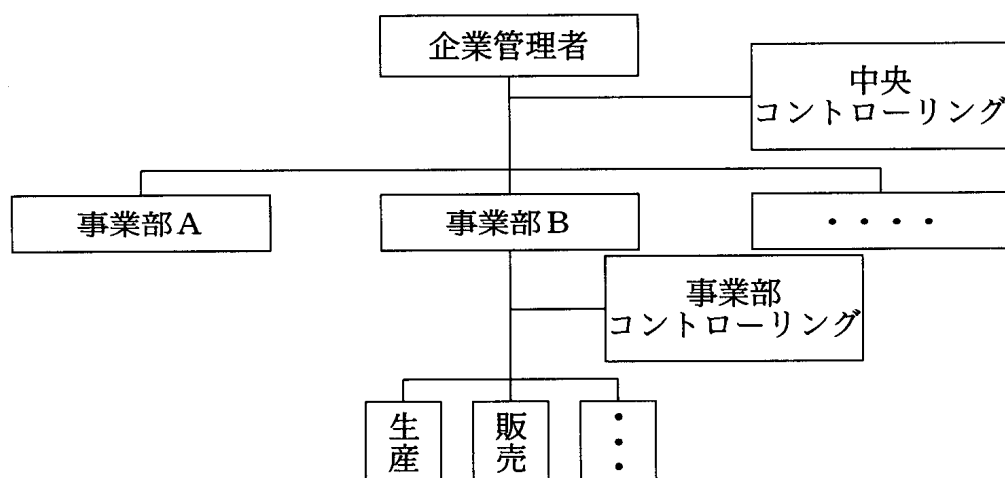 企業管理者
中央
コントローリング
事業部A
事業部B
・・・・
事業部
コントローリング
生産
販売
・・・